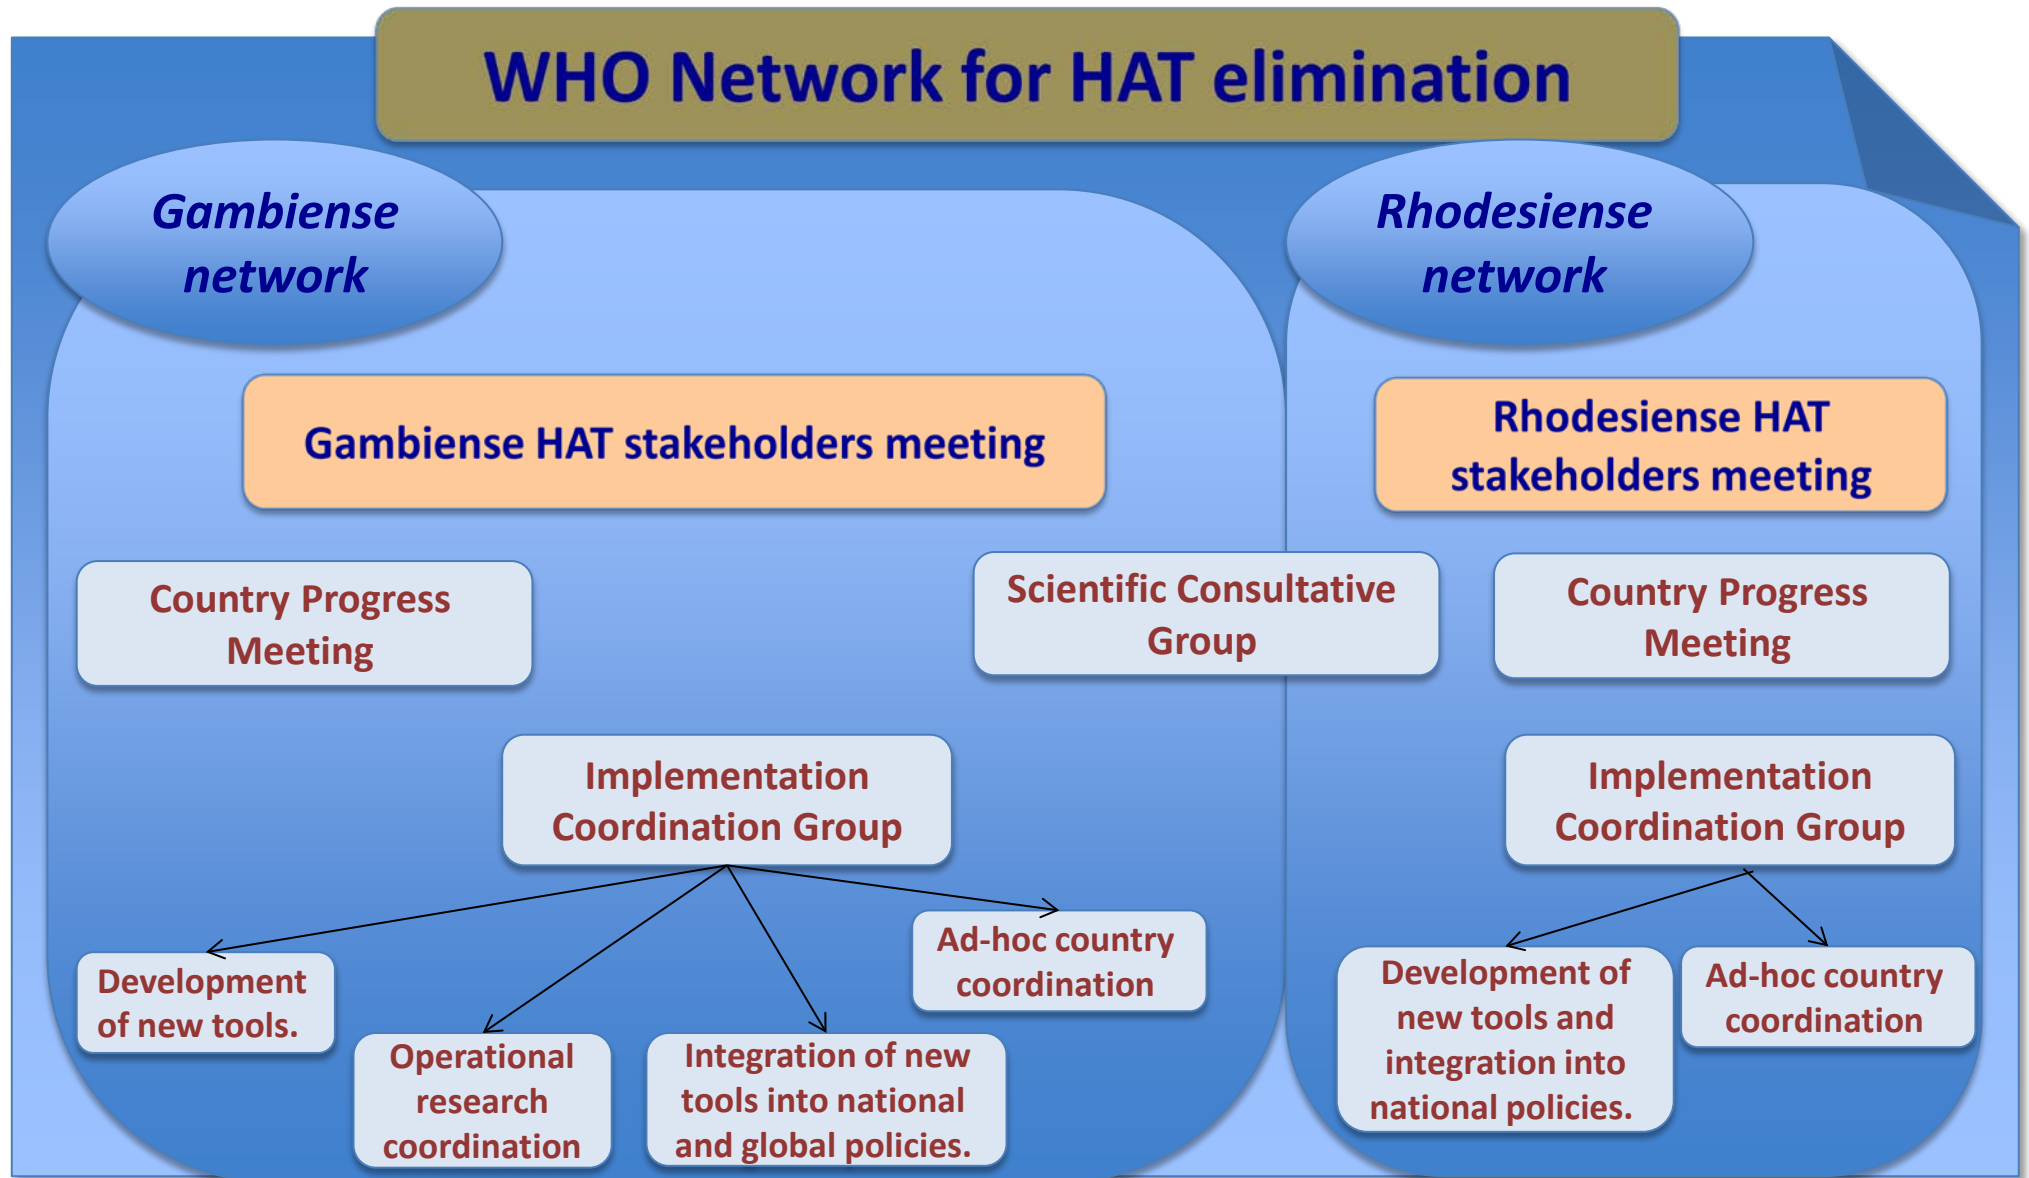 WHO Network for HAT elimination
Gambiense
network
Rhodesiense
network
Gambiense HAT stakeholders meeting
Rhodesiense HAT
stakeholders meeting
Country Progress
Meeting
Scientific Consultative
Group
Country Progress
Meeting
Implementation
Coordination Group
Implementation
Coordination Group
Development
of new tools.
Operational
research
coordination
Integration of new
tools into national
and global policies.
Ad-hoc country
coordination
Development of
new tools and
integration into
national policies.
Ad-hoc country
coordination